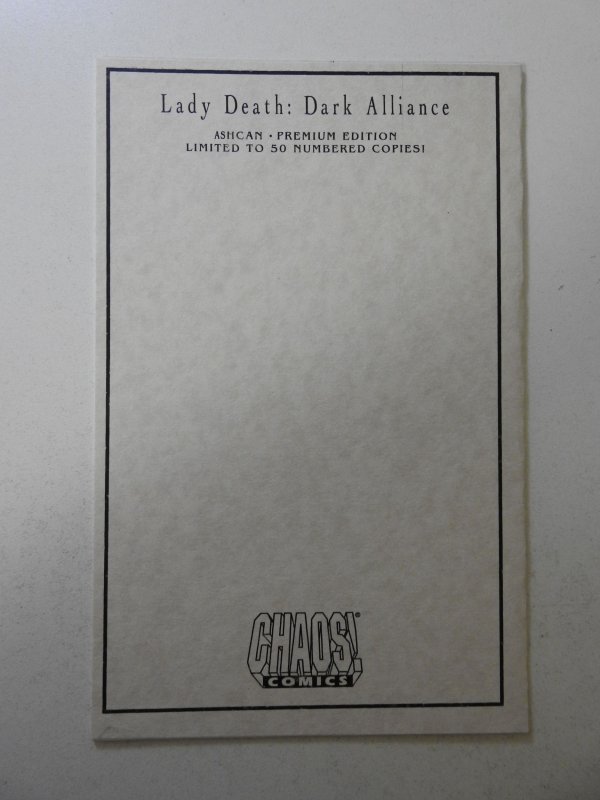 Lady Death: Dark Alliance
ASHCAN • PREMIUM EDITION
LIMITED TO 50 NUMBERED COPIES!
CHAOS!®
COMICS